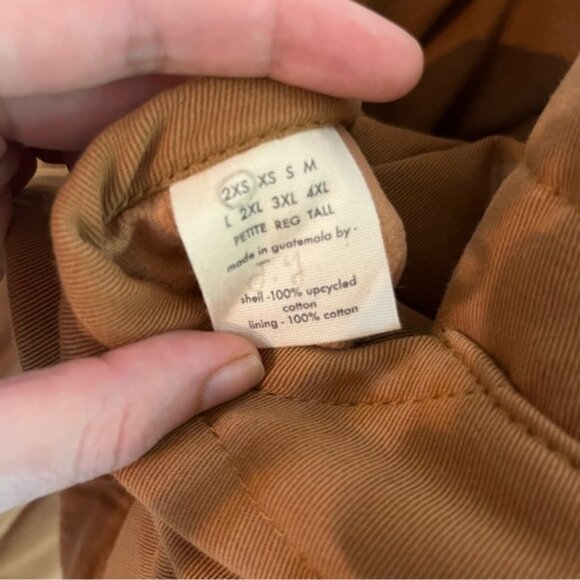 2XS XS S M
L 2XL 3XL 4XL
PETITE REG TALL
made in guatemala by -
shell -100% upcycled
cotton
lining - 100% cotton